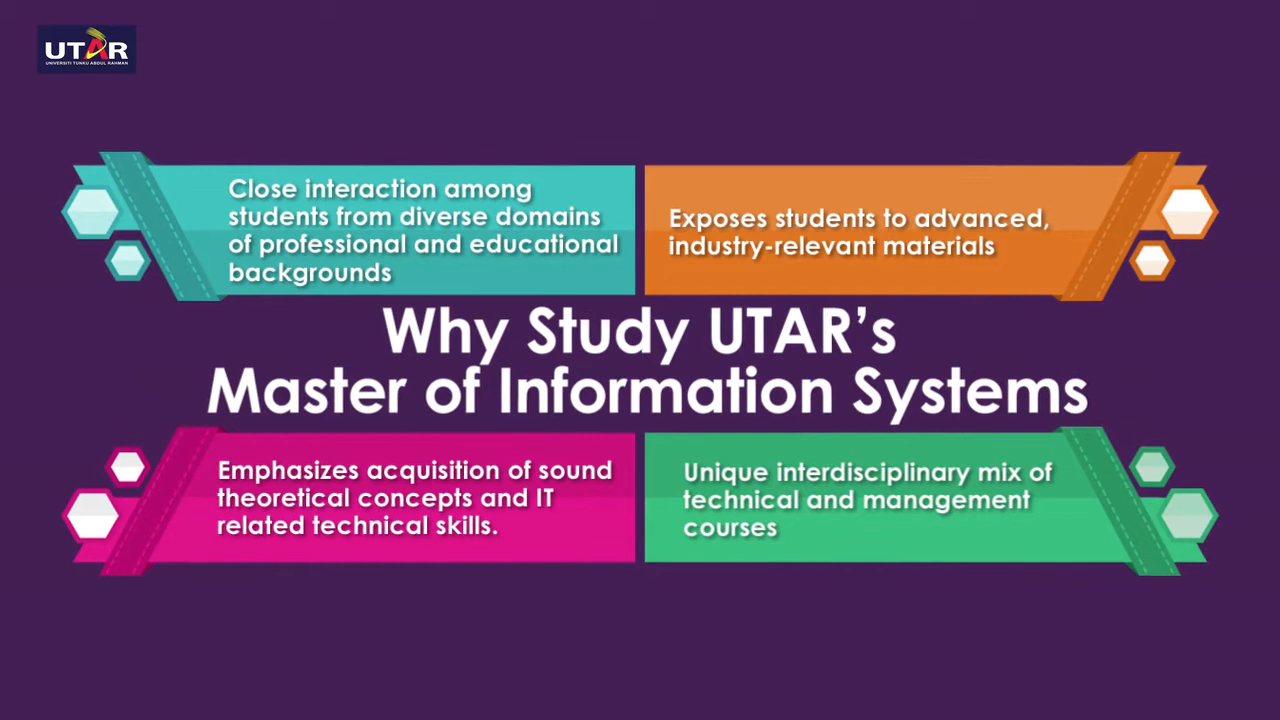 UTAR
UNIVERSITI TUNKU ABDUL RAHMAN
Close interaction among
students from diverse domains
of professional and educational
backgrounds
Exposes students to advanced,
industry-relevant materials
Why Study UTAR’s
Master of Information Systems
Emphasizes acquisition of sound
theoretical concepts and IT
related technical skills.
Unique interdisciplinary mix of
technical and management
courses